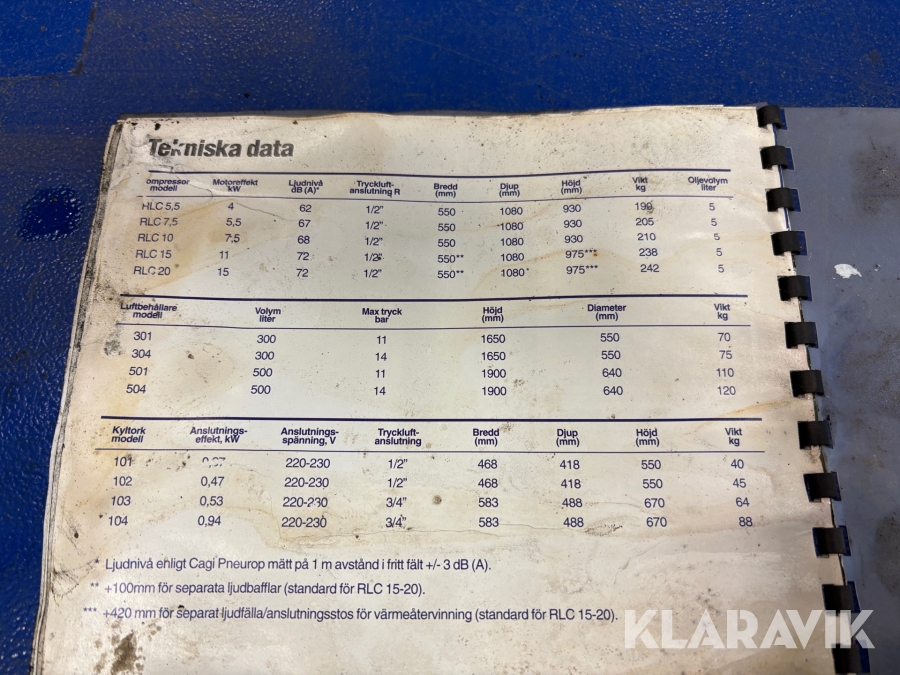 Tekniska data
ompressor modell Motoreffekt kW Ljudnivå dB (A)* Tryckluft-anslutning R Bredd (mm) Djup (mm) Höjd (mm) Vikt kg Oljevolym liter
RLC 5,5 4 62 1/2" 550 1080 930 199 5
RLC 7,5 5,5 67 1/2" 550 1080 930 205 5
RLC 10 7,5 68 1/2" 550 1080 930 210 5
RLC 15 11 72 1/2" 550** 1080 975*** 238 5
RLC 20 15 72 1/2" 550** 1080* 975*** 242 5
Luftbehållare modell Volym liter Max tryck bar Höjd (mm) Diameter (mm) Vikt kg
301 300 11 1650 550 70
304 300 14 1650 550 75
501 500 11 1900 640 110
504 500 14 1900 640 120
Kyltork modell Anslutnings-effekt, kW Anslutnings-spänning, V Tryckluft-anslutning Bredd (mm) Djup (mm) Höjd (mm) Vikt kg
101 220-230 1/2" 468 418 550 40
102 0,47 220-230 1/2" 468 418 550 45
103 0,53 220-230 3/4" 583 488 670 64
104 0,94 220-230 3/4" 583 488 670 88
* Ljudnivå enhligt Cagi Pneurop mätt på 1 m avstånd i fritt fält +/- 3 dB (A).
** +100mm för separata ljudbafflar (standard för RLC 15-20).
*** +420 mm för separat ljudfälla/anslutningsstos för värmeåtervinning (standard för RLC 15-20).
KLARAVIK